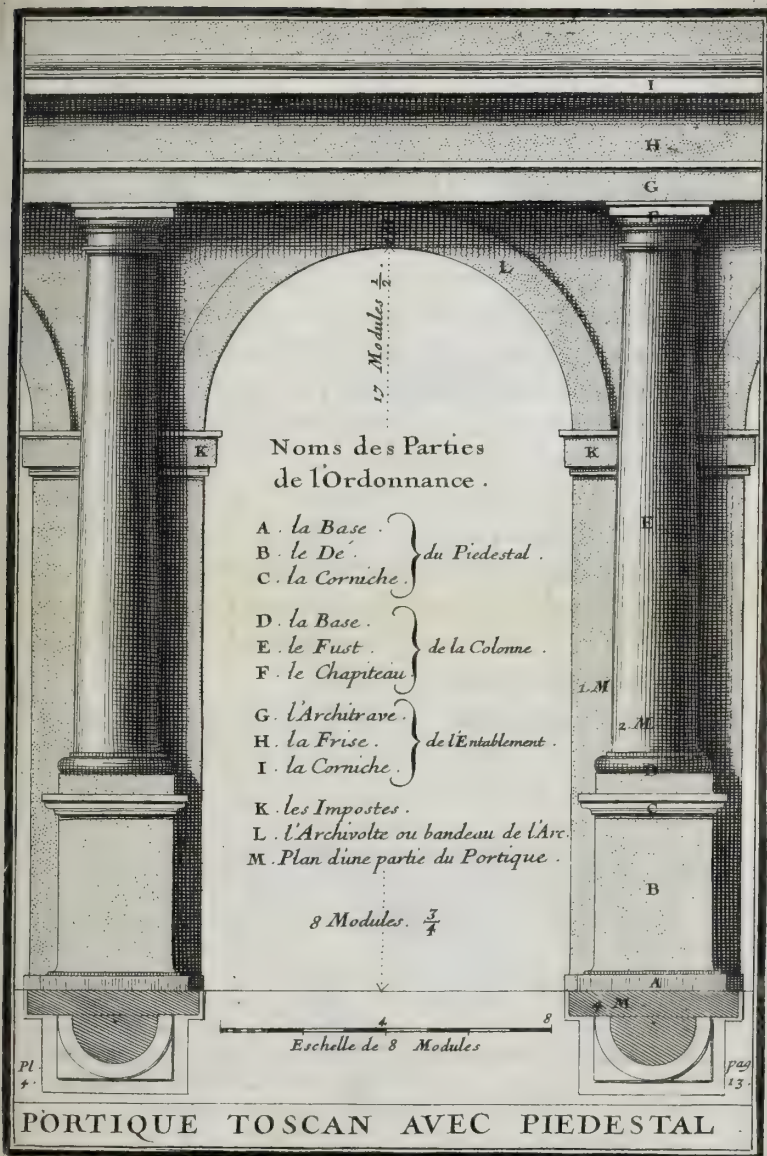 I
H
G
F
L
17 Modules 1/2
K
K
Noms des Parties
de l'Ordonnance .
E
A . la Base .
B . le Dé .
C . la Corniche .
du Piedestal .
D . la Base .
E . le Fust .
F . le Chapiteau .
de la Colonne .
1. M
2. M
G . l'Architrave .
H . la Frise .
I . la Corniche .
de l'Entablement .
D
C
K . les Impostes .
L . l'Archivolte ou bandeau de l'Arc .
M . Plan d'une partie du Portique .
B
8 Modules . 3/4
A
4 M
4
8
Eschelle de 8 Modules
Pl
4 .
pag
13 .
PORTIQUE TOSCAN AVEC PIEDESTAL .